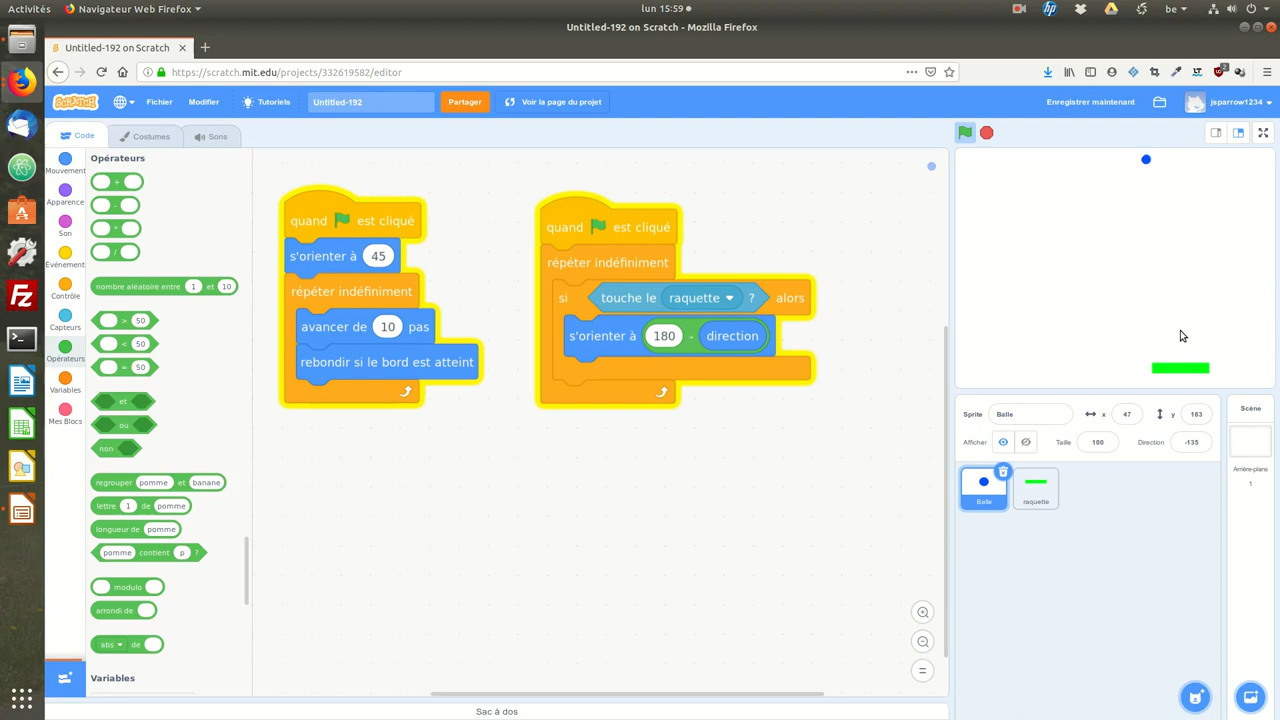 Activités
Navigateur Web Firefox
lun 15:59
be
Untitled-192 on Scratch - Mozilla Firefox
Untitled-192 on Scratch
https://scratch.mit.edu/projects/332619582/editor
SCRATCH
Fichier
Modifier
Tutoriels
Untitled-192
Partager
Voir la page du projet
Enregistrer maintenant
jsparrow1234
Code
Costumes
Sons
Mouvement
Apparence
Son
Événements
Contrôle
Capteurs
Opérateurs
Variables
Mes Blocs
Opérateurs
+
-
*
/
nombre aléatoire entre 1 et 10
> 50
< 50
= 50
et
ou
non
regrouper pomme et banane
lettre 1 de pomme
longueur de pomme
pomme contient p ?
modulo
arrondi de
abs de
Variables
quand est cliqué
s'orienter à 45
répéter indéfiniment
avancer de 10 pas
rebondir si le bord est atteint
quand est cliqué
répéter indéfiniment
si touche le raquette ? alors
s'orienter à 180 - direction
Sprite Balle x 47 y 163
Afficher Taille 100 Direction -135
Balle
raquette
Scène
Arrière-plans
1
Sac à dos